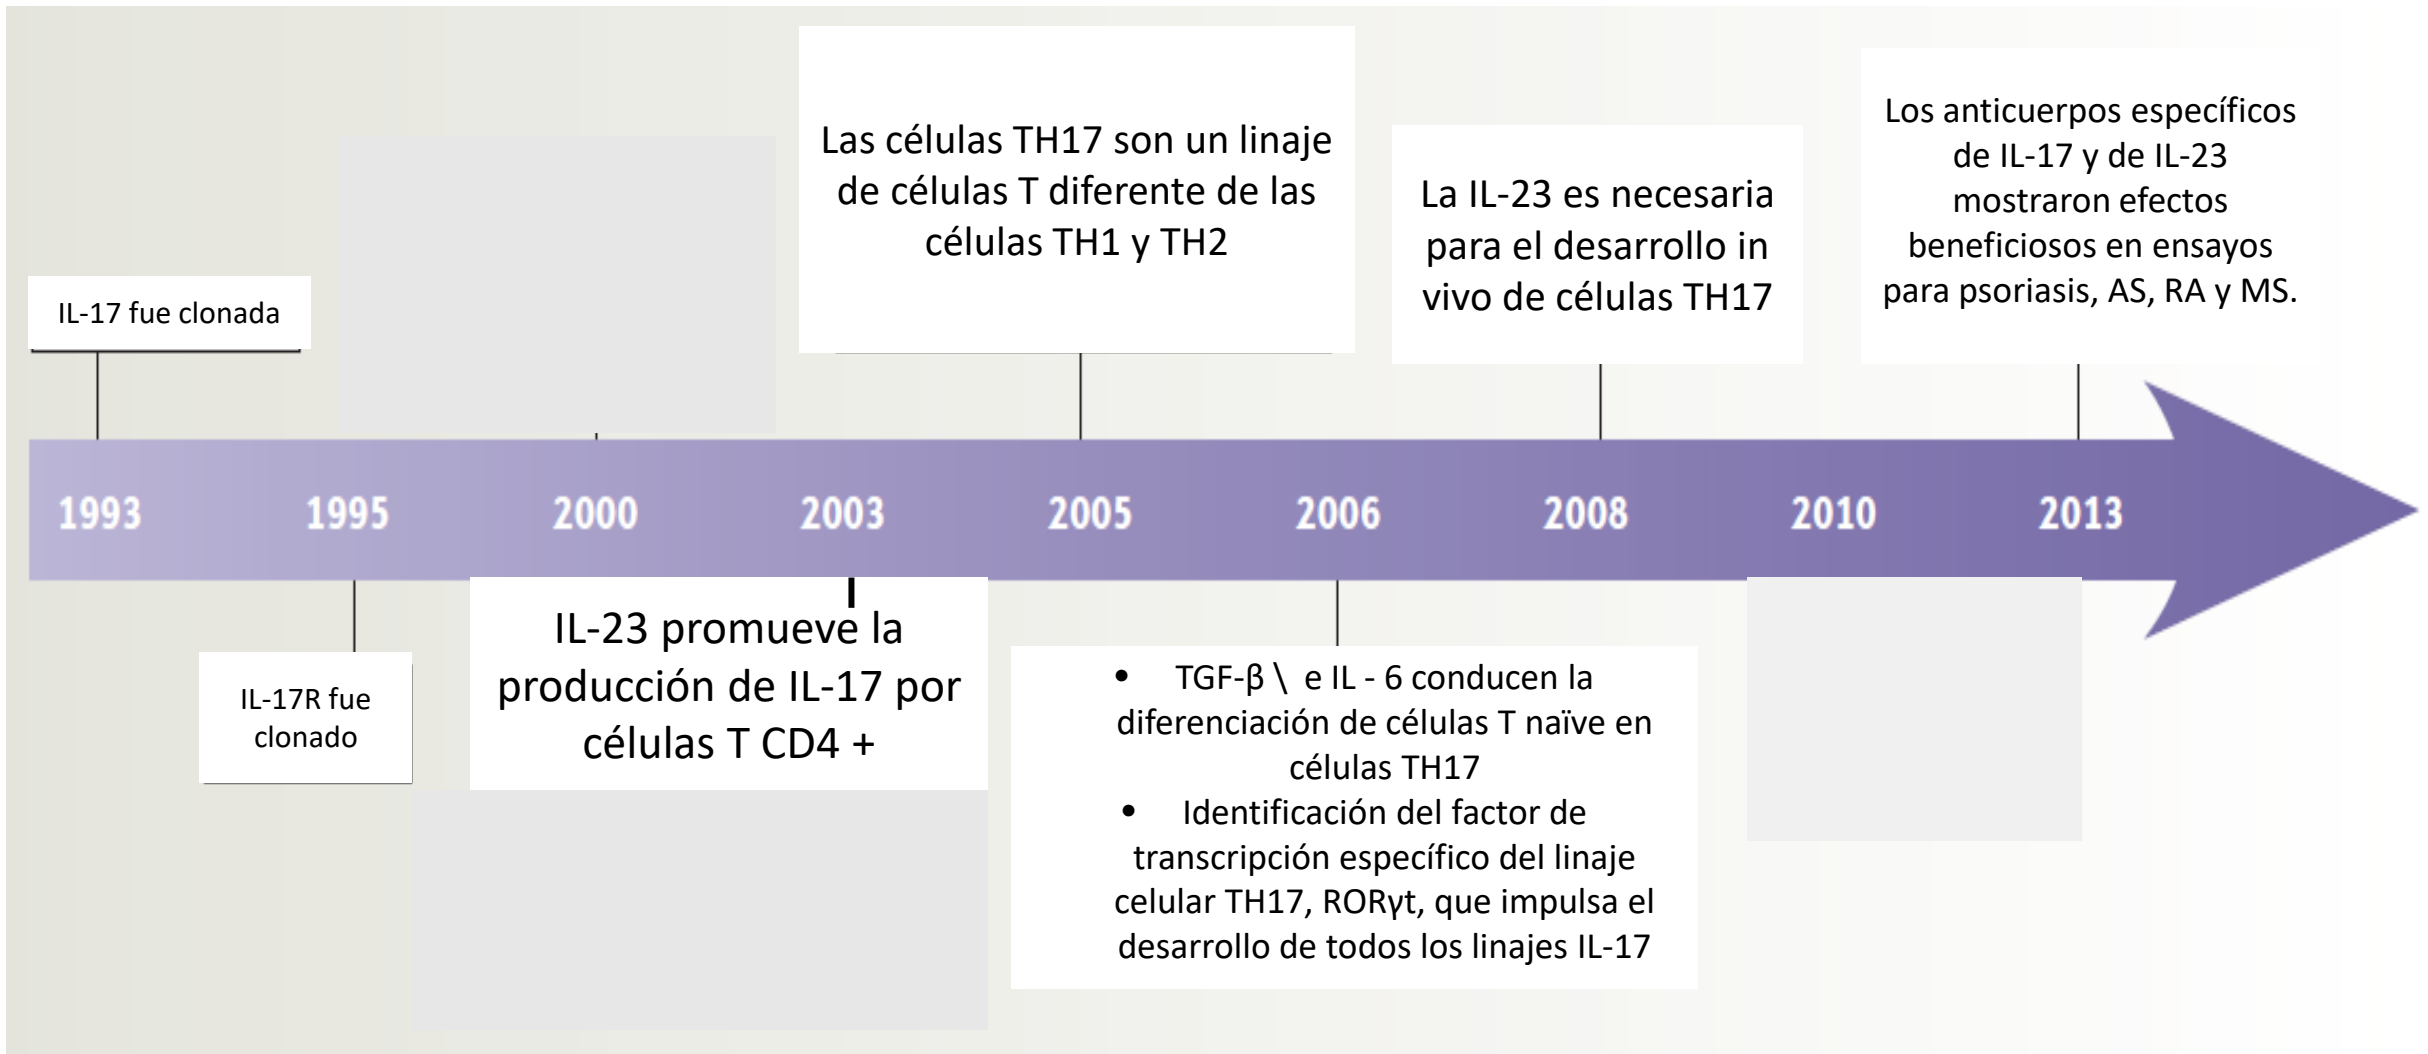 Las células TH17 son un linaje
de células T diferente de las
células TH1 y TH2
Los anticuerpos específicos
de IL-17 y de IL-23
mostraron efectos
beneficiosos en ensayos
para psoriasis, AS, RA y MS.
La IL-23 es necesaria
para el desarrollo in
vivo de células TH17
IL-17 fue clonada
1993 1995 2000 2003 2005 2006 2008 2010 2013
IL-23 promueve la
producción de IL-17 por
células T CD4 +
IL-17R fue
clonado
• TGF-β \ e IL - 6 conducen la
diferenciación de células T naïve en
células TH17
• Identificación del factor de
transcripción específico del linaje
celular TH17, RORγt, que impulsa el
desarrollo de todos los linajes IL-17